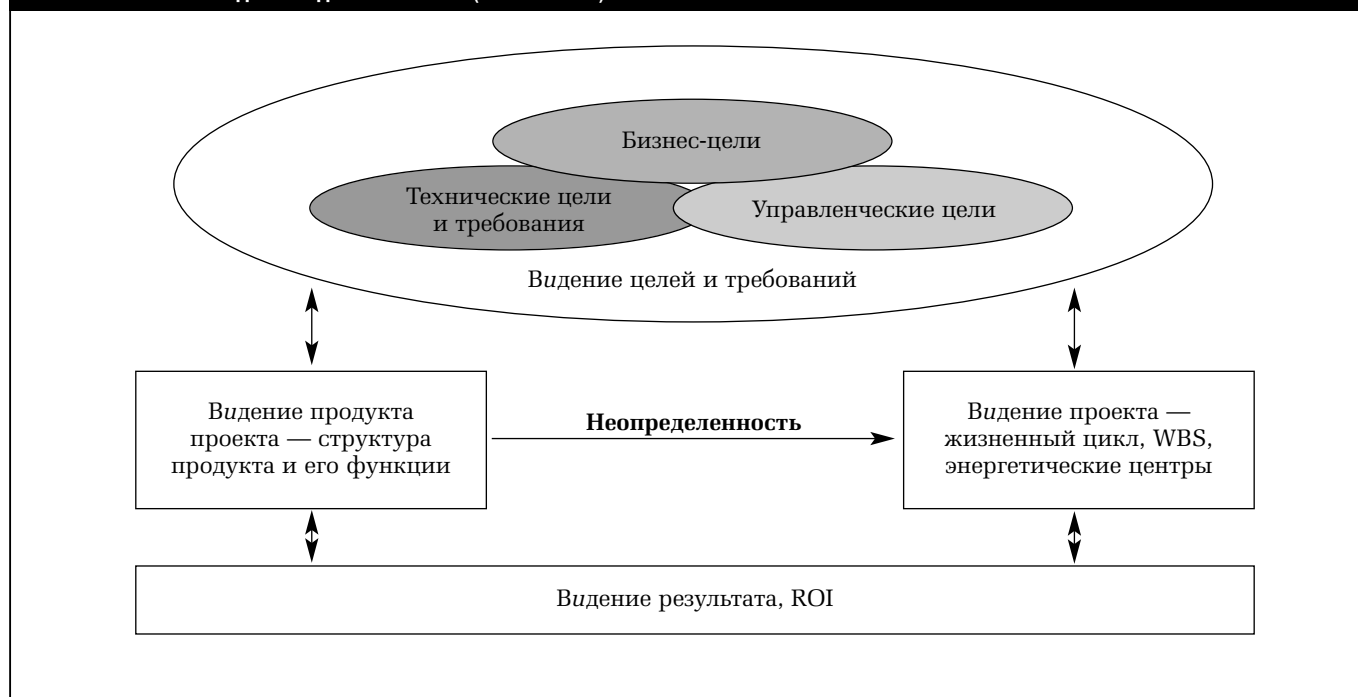 Бизнес-цели
Технические цели
и требования
Управленческие цели
Видение целей и требований
Видение продукта
проекта — структура
продукта и его функции
Неопределенность
Видение проекта —
жизненный цикл, WBS,
энергетические центры
Видение результата, ROI